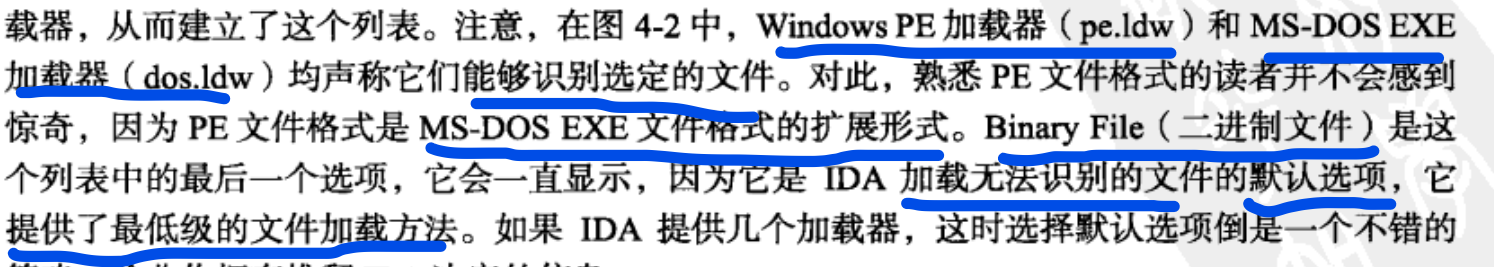 载器，从而建立了这个列表。注意，在图 4-2 中，Windows PE 加载器（pe.ldw）和 MS-DOS EXE
加载器（dos.ldw）均声称它们能够识别选定的文件。对此，熟悉 PE 文件格式的读者并不会感到
惊奇，因为 PE 文件格式是 MS-DOS EXE 文件格式的扩展形式。Binary File（二进制文件）是这
个列表中的最后一个选项，它会一直显示，因为它是 IDA 加载无法识别的文件的默认选项，它
提供了最低级的文件加载方法。如果 IDA 提供几个加载器，这时选择默认选项倒是一个不错的